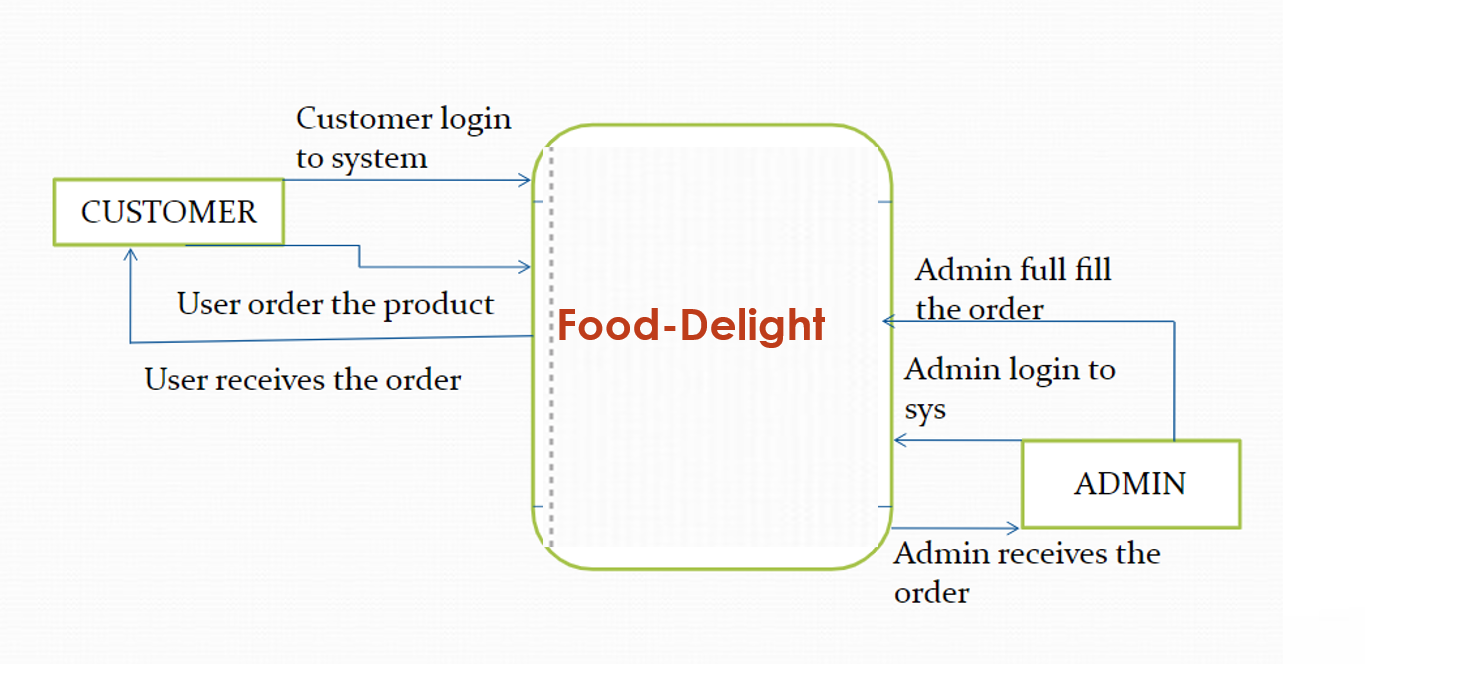 Customer login
to system
CUSTOMER
User order the product
User receives the order
Food-Delight
Admin full fill
the order
Admin login to
sys
ADMIN
Admin receives the
order